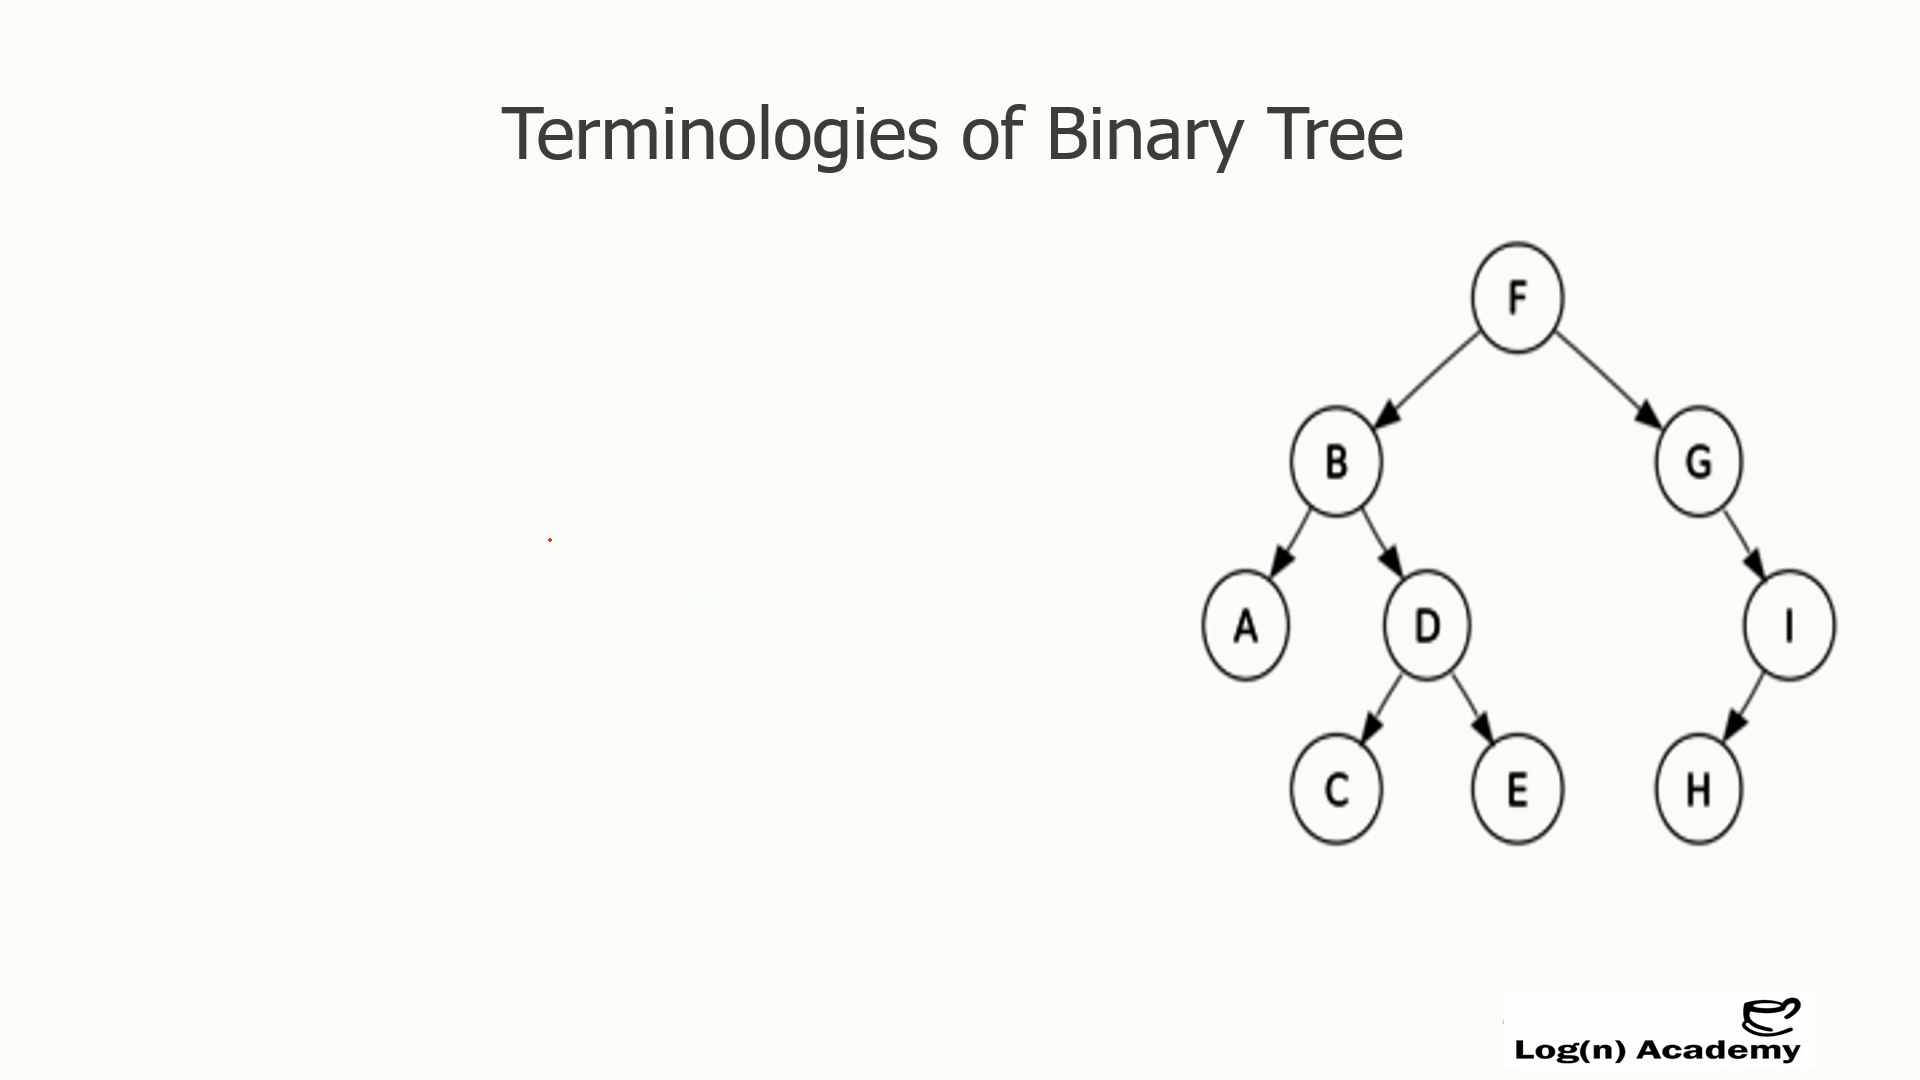 Terminologies of Binary Tree
F
B G
A D I
C E H
Log(n) Academy